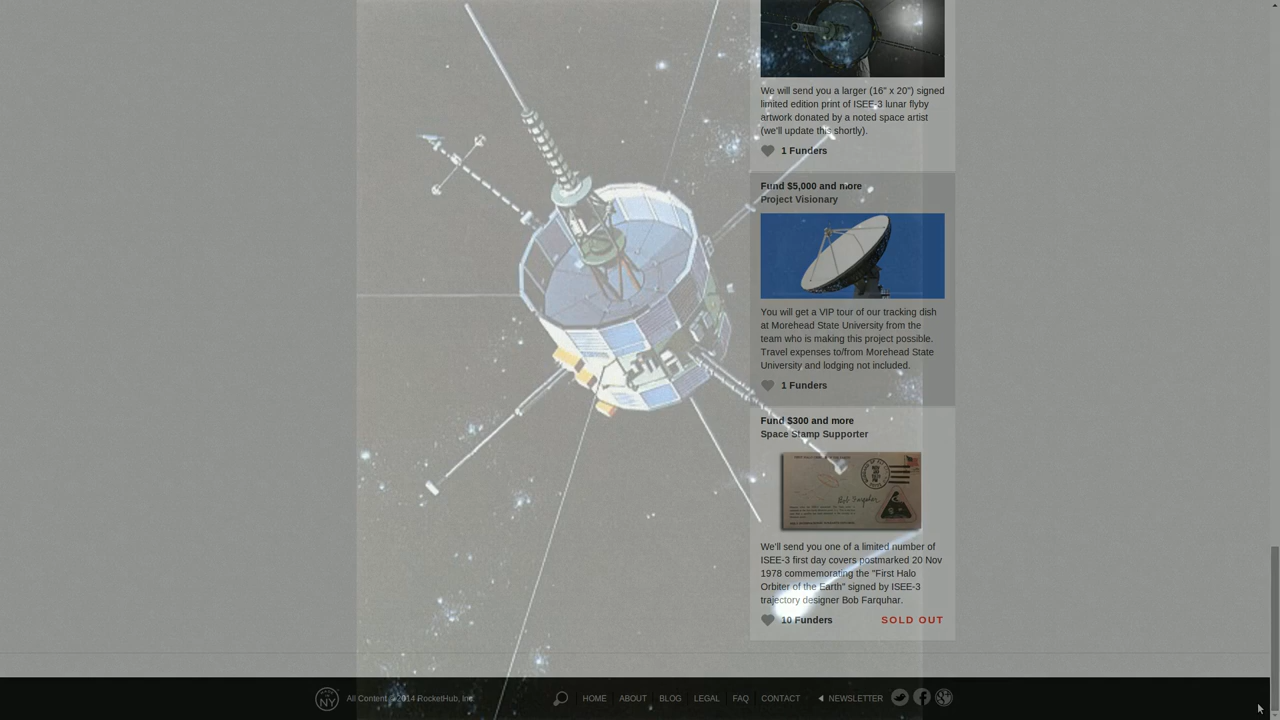 We will send you a larger (16" x 20") signed
limited edition print of ISEE-3 lunar flyby
artwork donated by a noted space artist
(we'll update this shortly).
1 Funders
Fund $5,000 and more
Project Visionary
You will get a VIP tour of our tracking dish
at Morehead State University from the
team who is making this project possible.
Travel expenses to/from Morehead State
University and lodging not included.
1 Funders
Fund $300 and more
Space Stamp Supporter
Bob Farquhar
We'll send you one of a limited number of
ISEE-3 first day covers postmarked 20 Nov
1978 commemorating the "First Halo
Orbiter of the Earth" signed by ISEE-3
trajectory designer Bob Farquhar.
10 Funders SOLD OUT
NY All Content 2014 RocketHub, Inc. HOME ABOUT BLOG LEGAL FAQ CONTACT NEWSLETTER